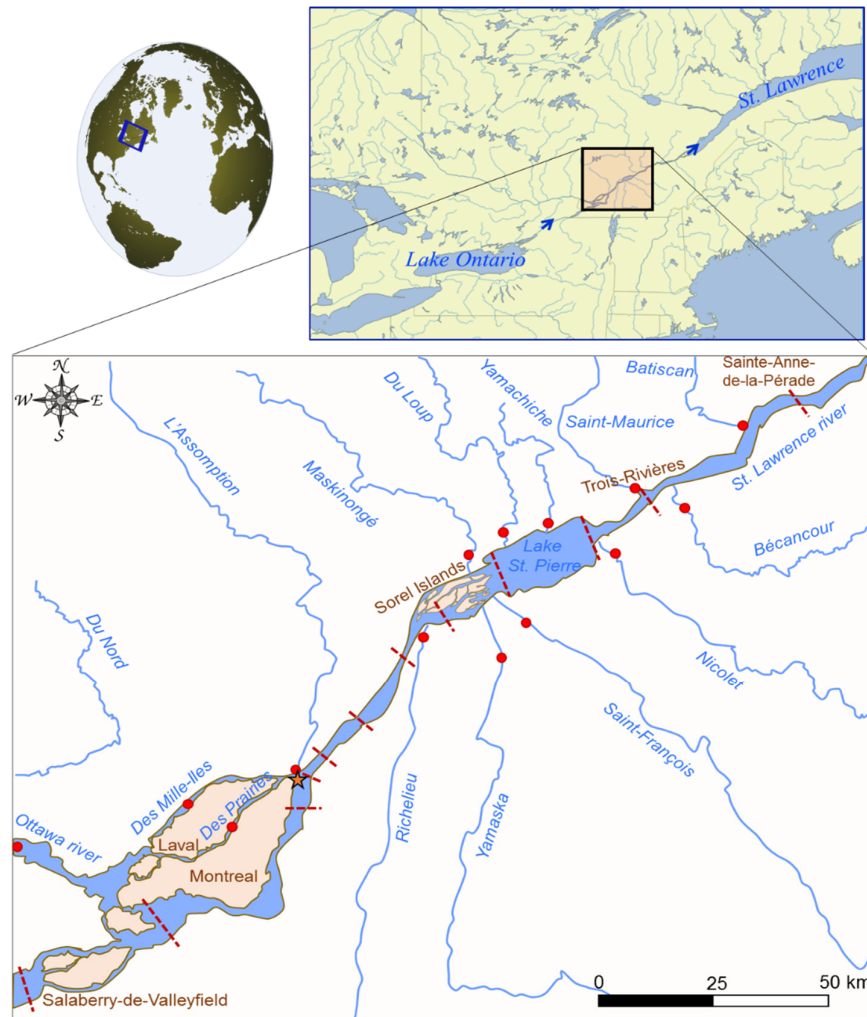 St. Lawrence
Lake Ontario
N
W
E
S
L'Assomption
Maskinongé
Du Loup
Yamachiche
Saint-Maurice
Batiscan
Sainte-Anne-
de-la-Pérade
St. Lawrence river
Trois-Rivières
Bécancour
Lake
St. Pierre
Sorel Islands
Du Nord
Nicolet
Saint-François
Richelieu
Yamaska
Des Mille-Iles
Des Prairies
Ottawa river
Laval
Montreal
Salaberry-de-Valleyfield
0 25 50 km